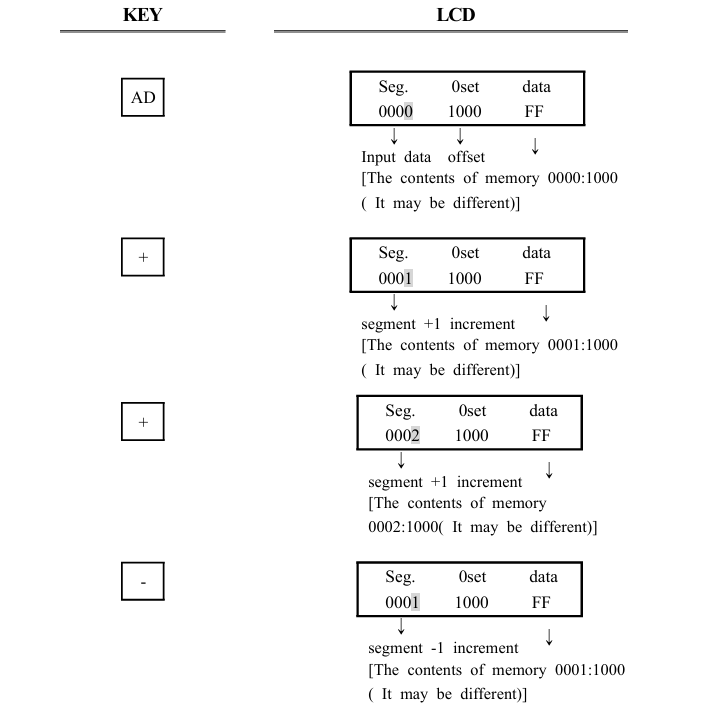 KEY LCD
AD
Seg. 0set data
0000 1000 FF
Input data offset
[The contents of memory 0000:1000
( It may be different)]
+
Seg. 0set data
0001 1000 FF
segment +1 increment
[The contents of memory 0001:1000
( It may be different)]
+
Seg. 0set data
0002 1000 FF
segment +1 increment
[The contents of memory
0002:1000( It may be different)]
-
Seg. 0set data
0001 1000 FF
segment -1 increment
[The contents of memory 0001:1000
( It may be different)]